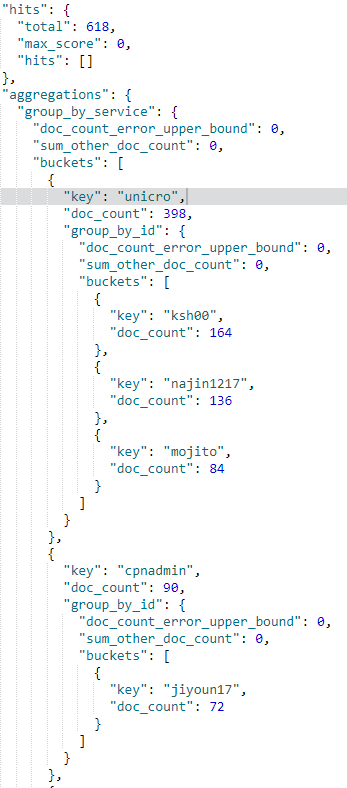 "hits": {
"total": 618,
"max_score": 0,
"hits": []
},
"aggregations": {
"group_by_service": {
"doc_count_error_upper_bound": 0,
"sum_other_doc_count": 0,
"buckets": [
{
"key": "unicro",
"doc_count": 398,
"group_by_id": {
"doc_count_error_upper_bound": 0,
"sum_other_doc_count": 0,
"buckets": [
{
"key": "ksh00",
"doc_count": 164
},
{
"key": "najin1217",
"doc_count": 136
},
{
"key": "mojito",
"doc_count": 84
}
]
}
},
{
"key": "cpnadmin",
"doc_count": 90,
"group_by_id": {
"doc_count_error_upper_bound": 0,
"sum_other_doc_count": 0,
"buckets": [
{
"key": "jiyoun17",
"doc_count": 72
}
]
}
},